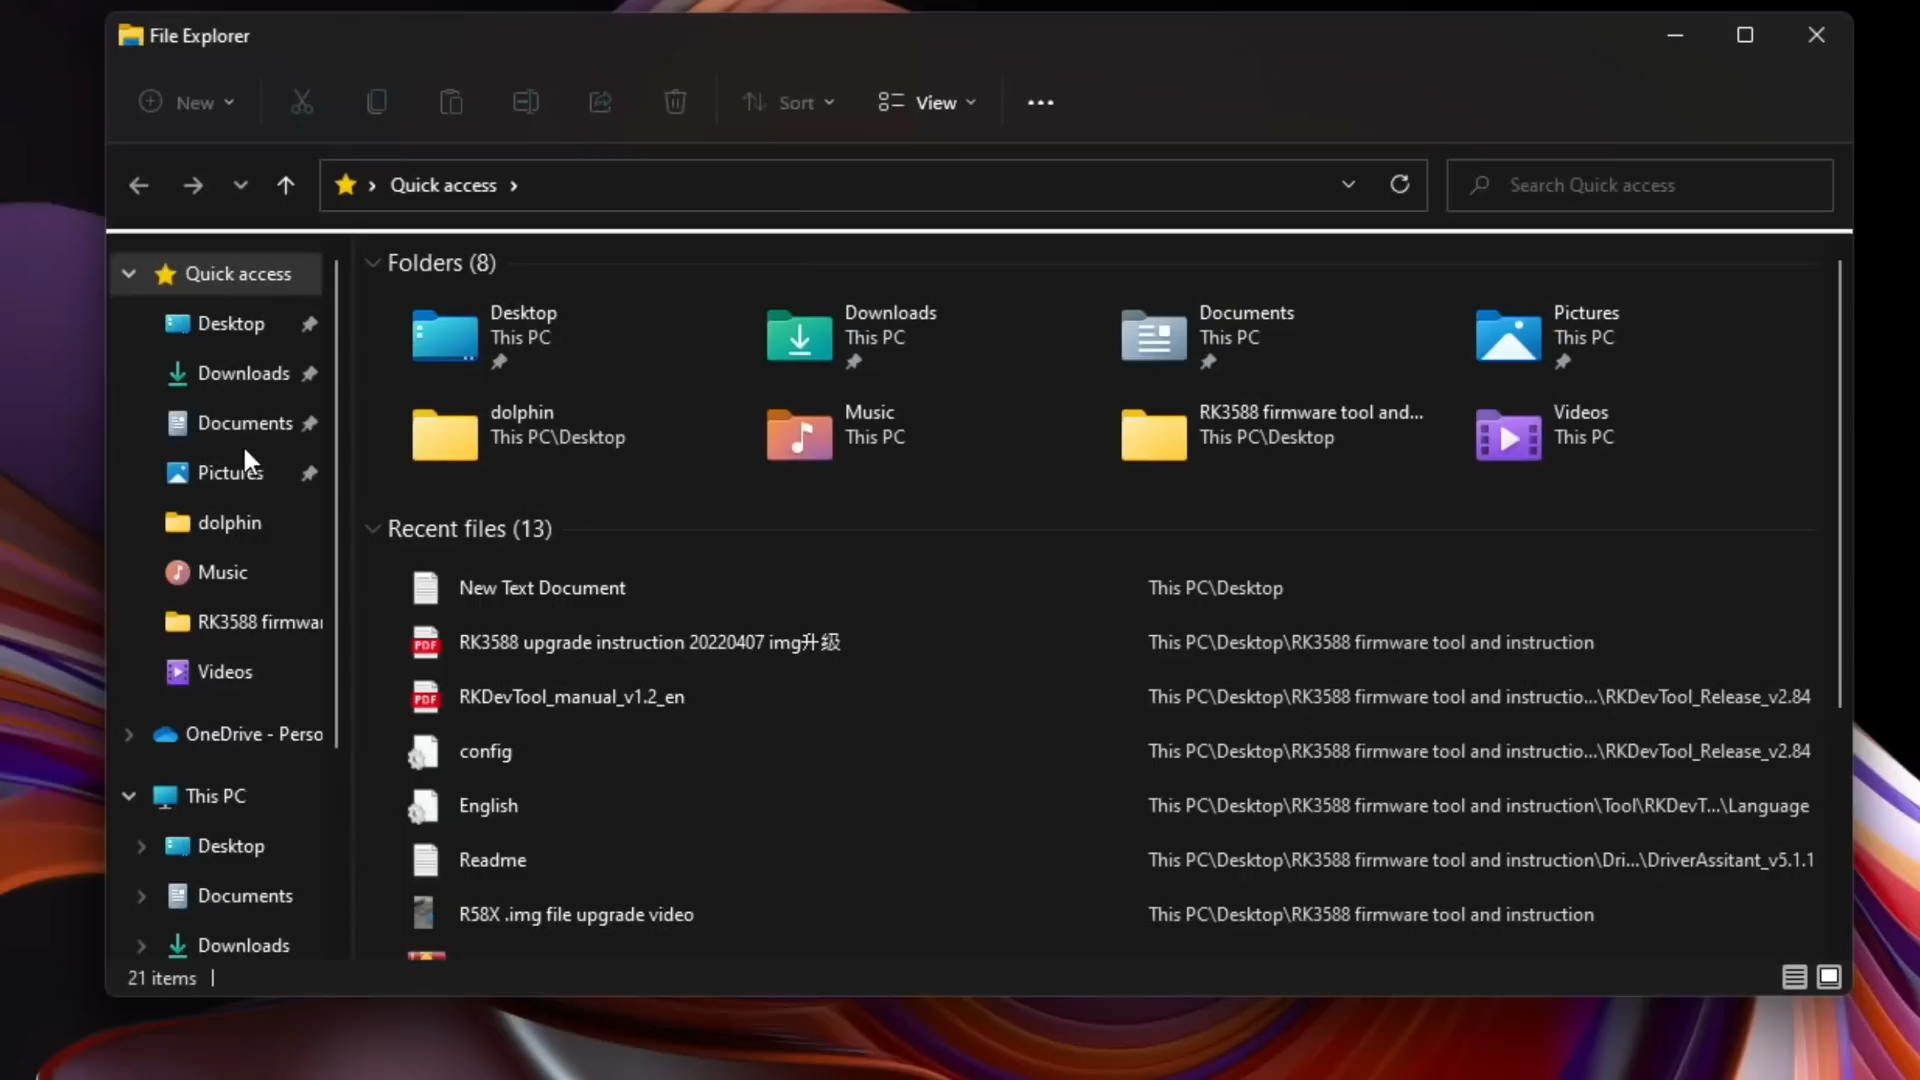 File Explorer
New
Sort
View
Quick access
Search Quick access
Quick access
Desktop
Downloads
Documents
Pictures
dolphin
Music
RK3588 firmwar
Videos
OneDrive - Perso
This PC
Desktop
Documents
Downloads
Folders (8)
Desktop
This PC
Downloads
This PC
Documents
This PC
Pictures
This PC
dolphin
This PC\Desktop
Music
This PC
RK3588 firmware tool and...
This PC\Desktop
Videos
This PC
Recent files (13)
New Text Document This PC\Desktop
PDF RK3588 upgrade instruction 20220407 img升级 This PC\Desktop\RK3588 firmware tool and instruction
PDF RKDevTool_manual_v1.2_en This PC\Desktop\RK3588 firmware tool and instructio...\RKDevTool_Release_v2.84
config This PC\Desktop\RK3588 firmware tool and instructio...\RKDevTool_Release_v2.84
English This PC\Desktop\RK3588 firmware tool and instruction\Tool\RKDevT...\Language
Readme This PC\Desktop\RK3588 firmware tool and instruction\Dri...\DriverAssitant_v5.1.1
R58X .img file upgrade video This PC\Desktop\RK3588 firmware tool and instruction
21 items